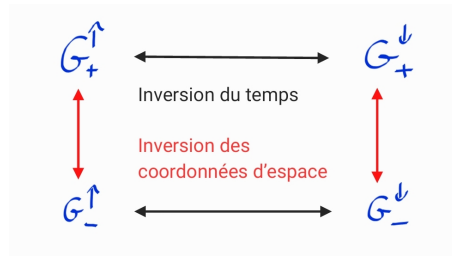 G₊↑ G₊↓
Inversion du temps
Inversion des
coordonnées d’espace
G₋↑ G₋↓